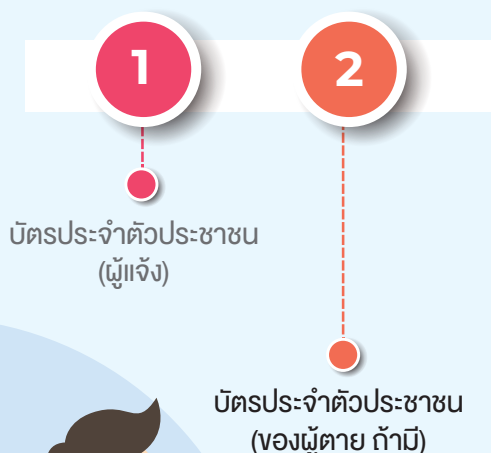 1
2
บัตรประจำตัวประชาชน
(ผู้แจ้ง)
บัตรประจำตัวประชาชน
(ของผู้ตาย ถ้ามี)